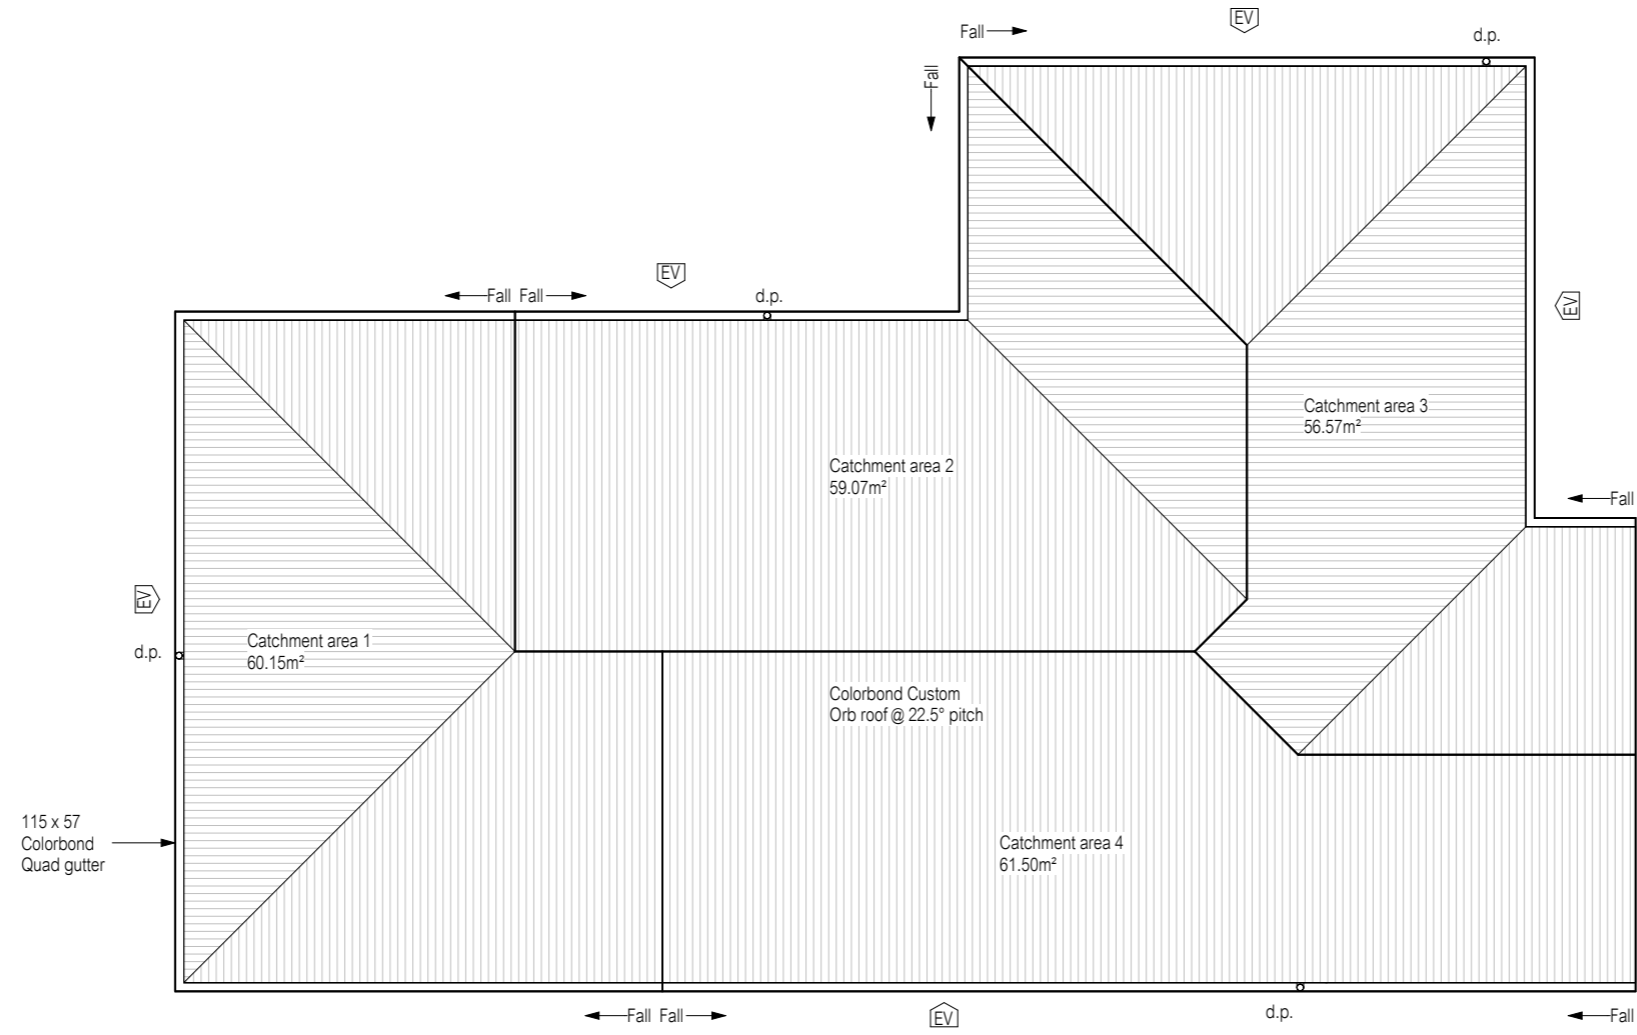 EV
Fall
d.p.
Fall
EV
Fall Fall
d.p.
EV
Catchment area 3
56.57m²
Catchment area 2
59.07m²
Fall
EV
Catchment area 1
60.15m²
d.p.
Colorbond Custom
Orb roof @ 22.5° pitch
115 x 57
Colorbond
Quad gutter
Catchment area 4
61.50m²
Fall Fall
EV
d.p.
Fall